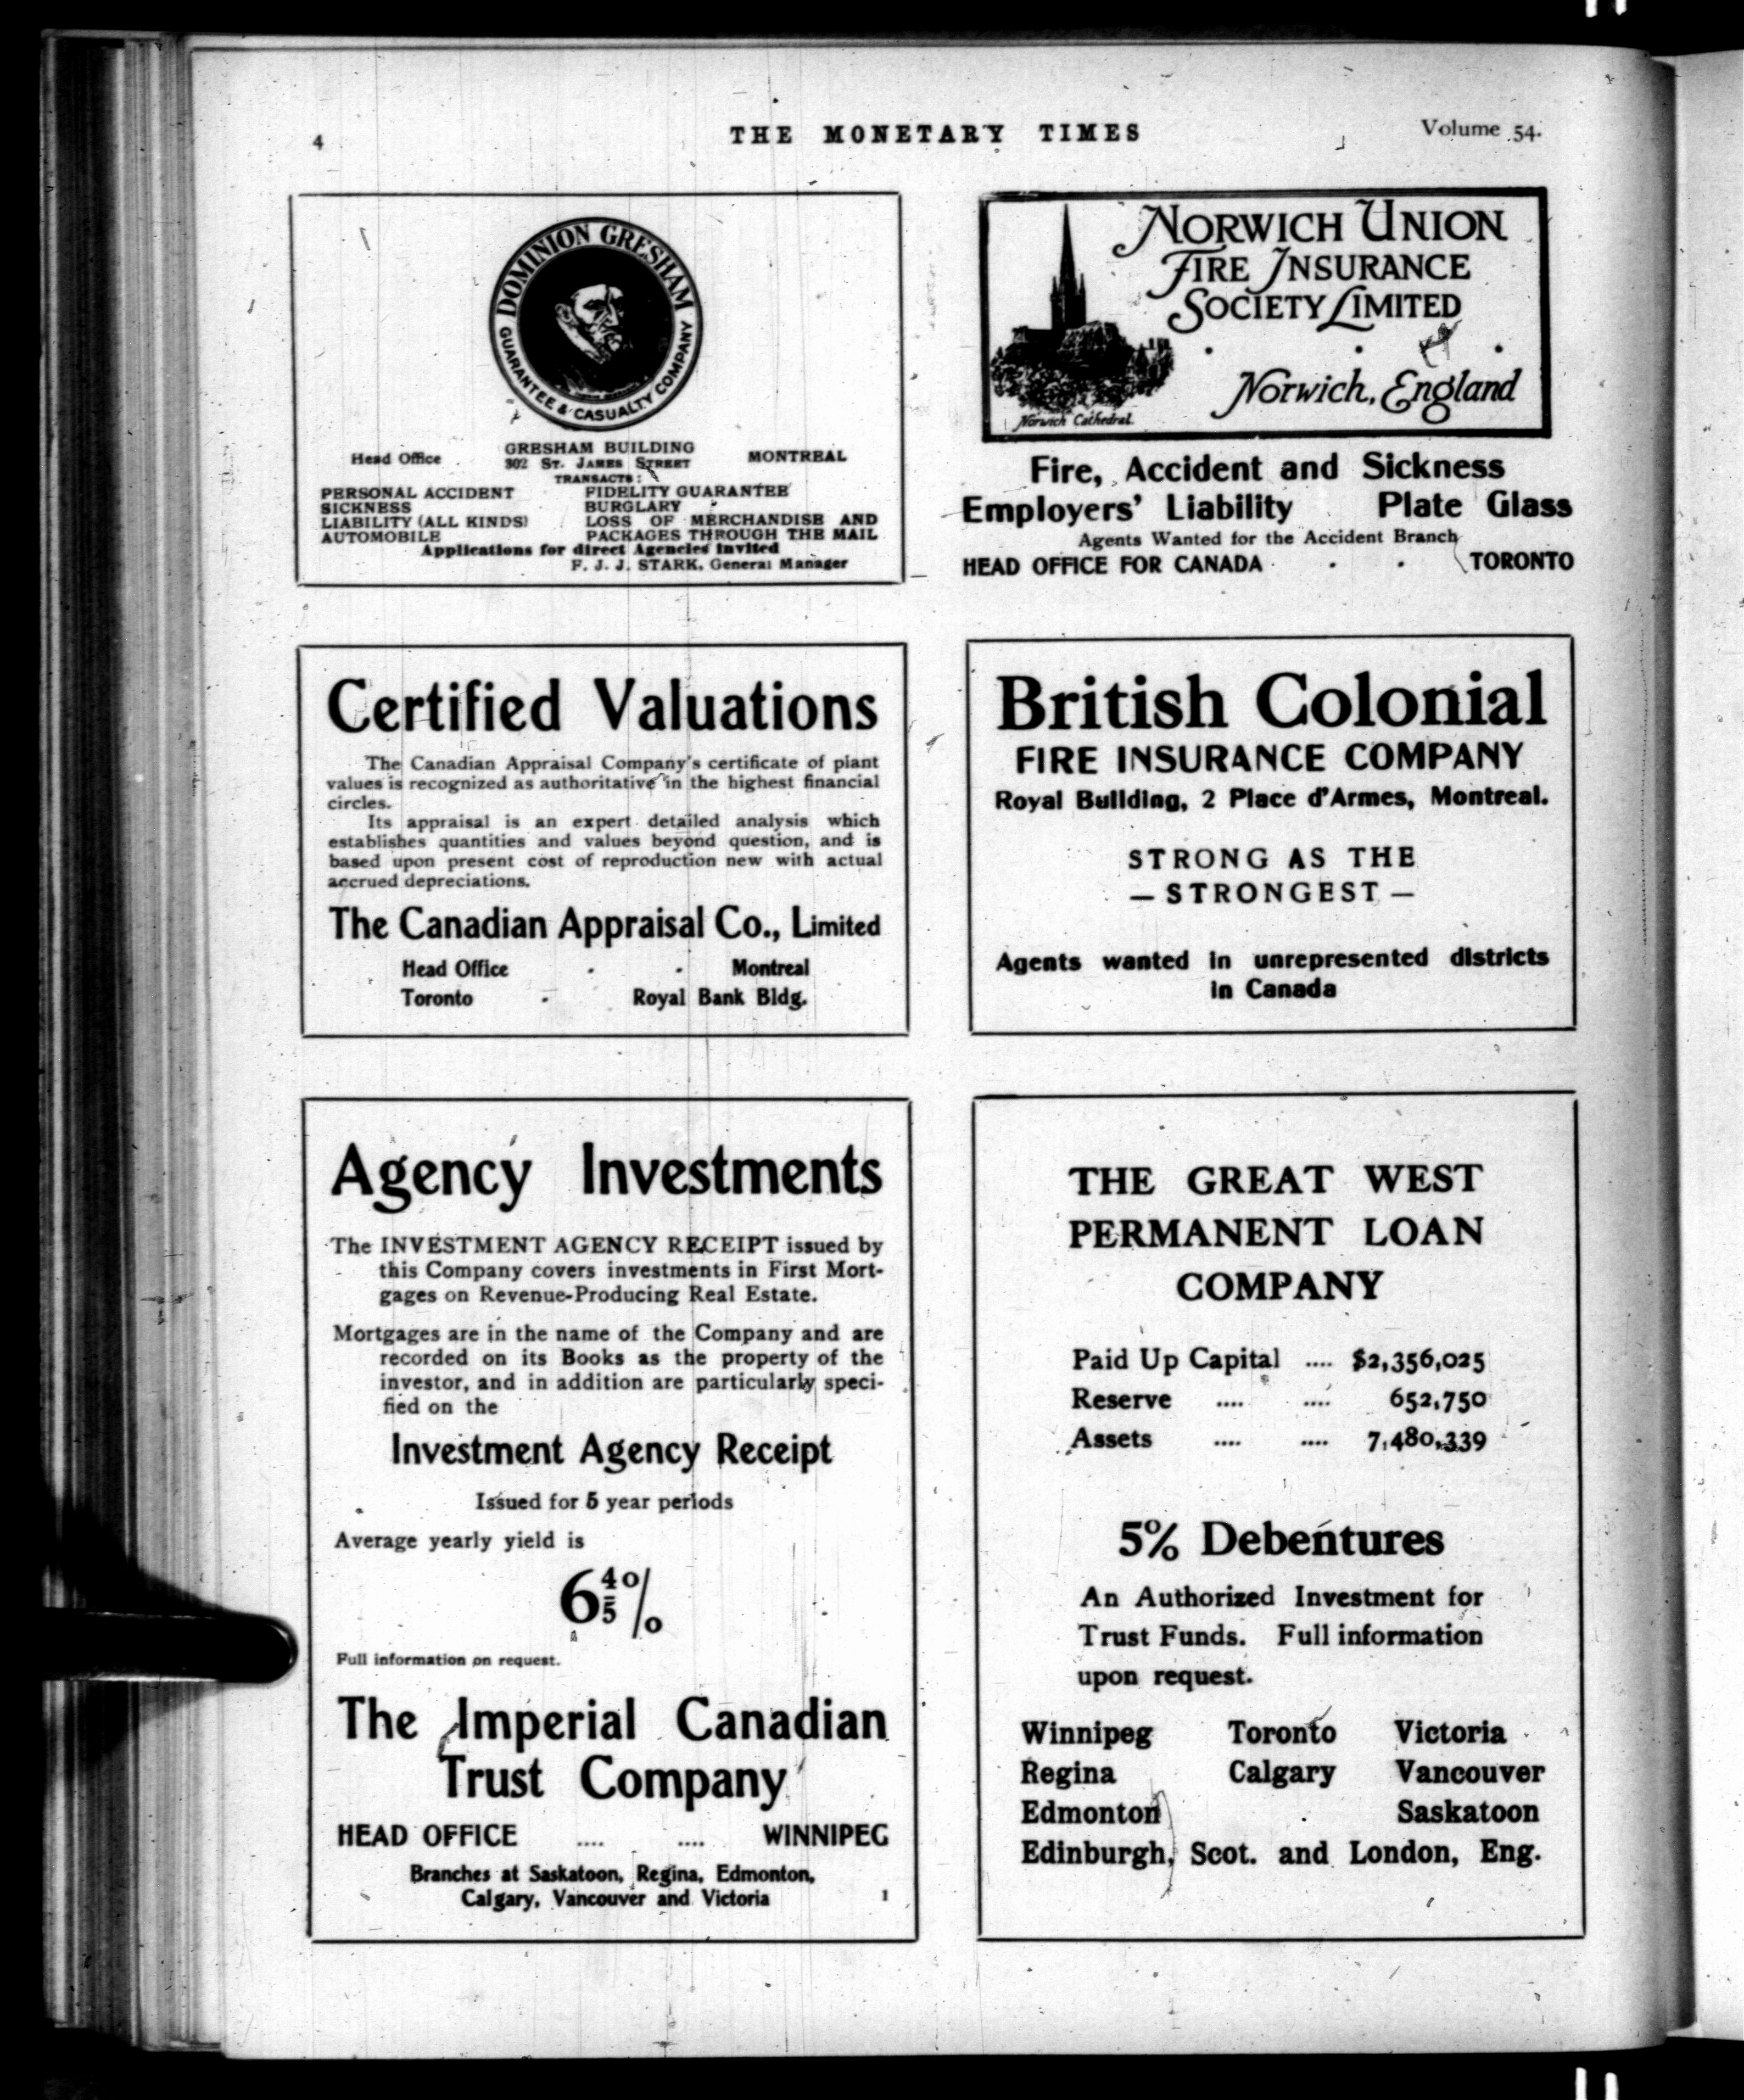 4
THE MONETARY TIMES
Volume 54.
DOMINION GRESHAM
GUARANTEE & CASUALTY COMPANY
GRESHAM BUILDING
Head Office 302 ST. JAMES STREET MONTREAL
TRANSACTS:
PERSONAL ACCIDENT FIDELITY GUARANTEE
SICKNESS BURGLARY
LIABILITY (ALL KINDS) LOSS OF MERCHANDISE AND
AUTOMOBILE PACKAGES THROUGH THE MAIL
Applications for direct Agencies invited
F. J. J. STARK, General Manager
NORWICH UNION
FIRE INSURANCE
SOCIETY LIMITED
Norwich, England
Norwich Cathedral.
Fire, Accident and Sickness
Employers' Liability Plate Glass
Agents Wanted for the Accident Branch
HEAD OFFICE FOR CANADA . . TORONTO
Certified Valuations
The Canadian Appraisal Company's certificate of plant
values is recognized as authoritative in the highest financial
circles.
Its appraisal is an expert detailed analysis which
establishes quantities and values beyond question, and is
based upon present cost of reproduction new with actual
accrued depreciations.
The Canadian Appraisal Co., Limited
Head Office - - Montreal
Toronto - Royal Bank Bldg.
British Colonial
FIRE INSURANCE COMPANY
Royal Building, 2 Place d'Armes, Montreal.
STRONG AS THE
— STRONGEST —
Agents wanted in unrepresented districts
in Canada
Agency Investments
The INVESTMENT AGENCY RECEIPT issued by
this Company covers investments in First Mort-
gages on Revenue-Producing Real Estate.
Mortgages are in the name of the Company and are
recorded on its Books as the property of the
investor, and in addition are particularly speci-
fied on the
Investment Agency Receipt
Issued for 5 year periods
Average yearly yield is
6⅘%
Full information on request.
The Imperial Canadian
Trust Company
HEAD OFFICE .... .... WINNIPEG
Branches at Saskatoon, Regina, Edmonton,
Calgary, Vancouver and Victoria 1
THE GREAT WEST
PERMANENT LOAN
COMPANY
Paid Up Capital .... $2,356,025
Reserve .... .... 652,750
Assets .... .... 7,480,339
5% Debentures
An Authorized Investment for
Trust Funds. Full information
upon request.
Winnipeg Toronto Victoria
Regina Calgary Vancouver
Edmonton Saskatoon
Edinburgh, Scot. and London, Eng.